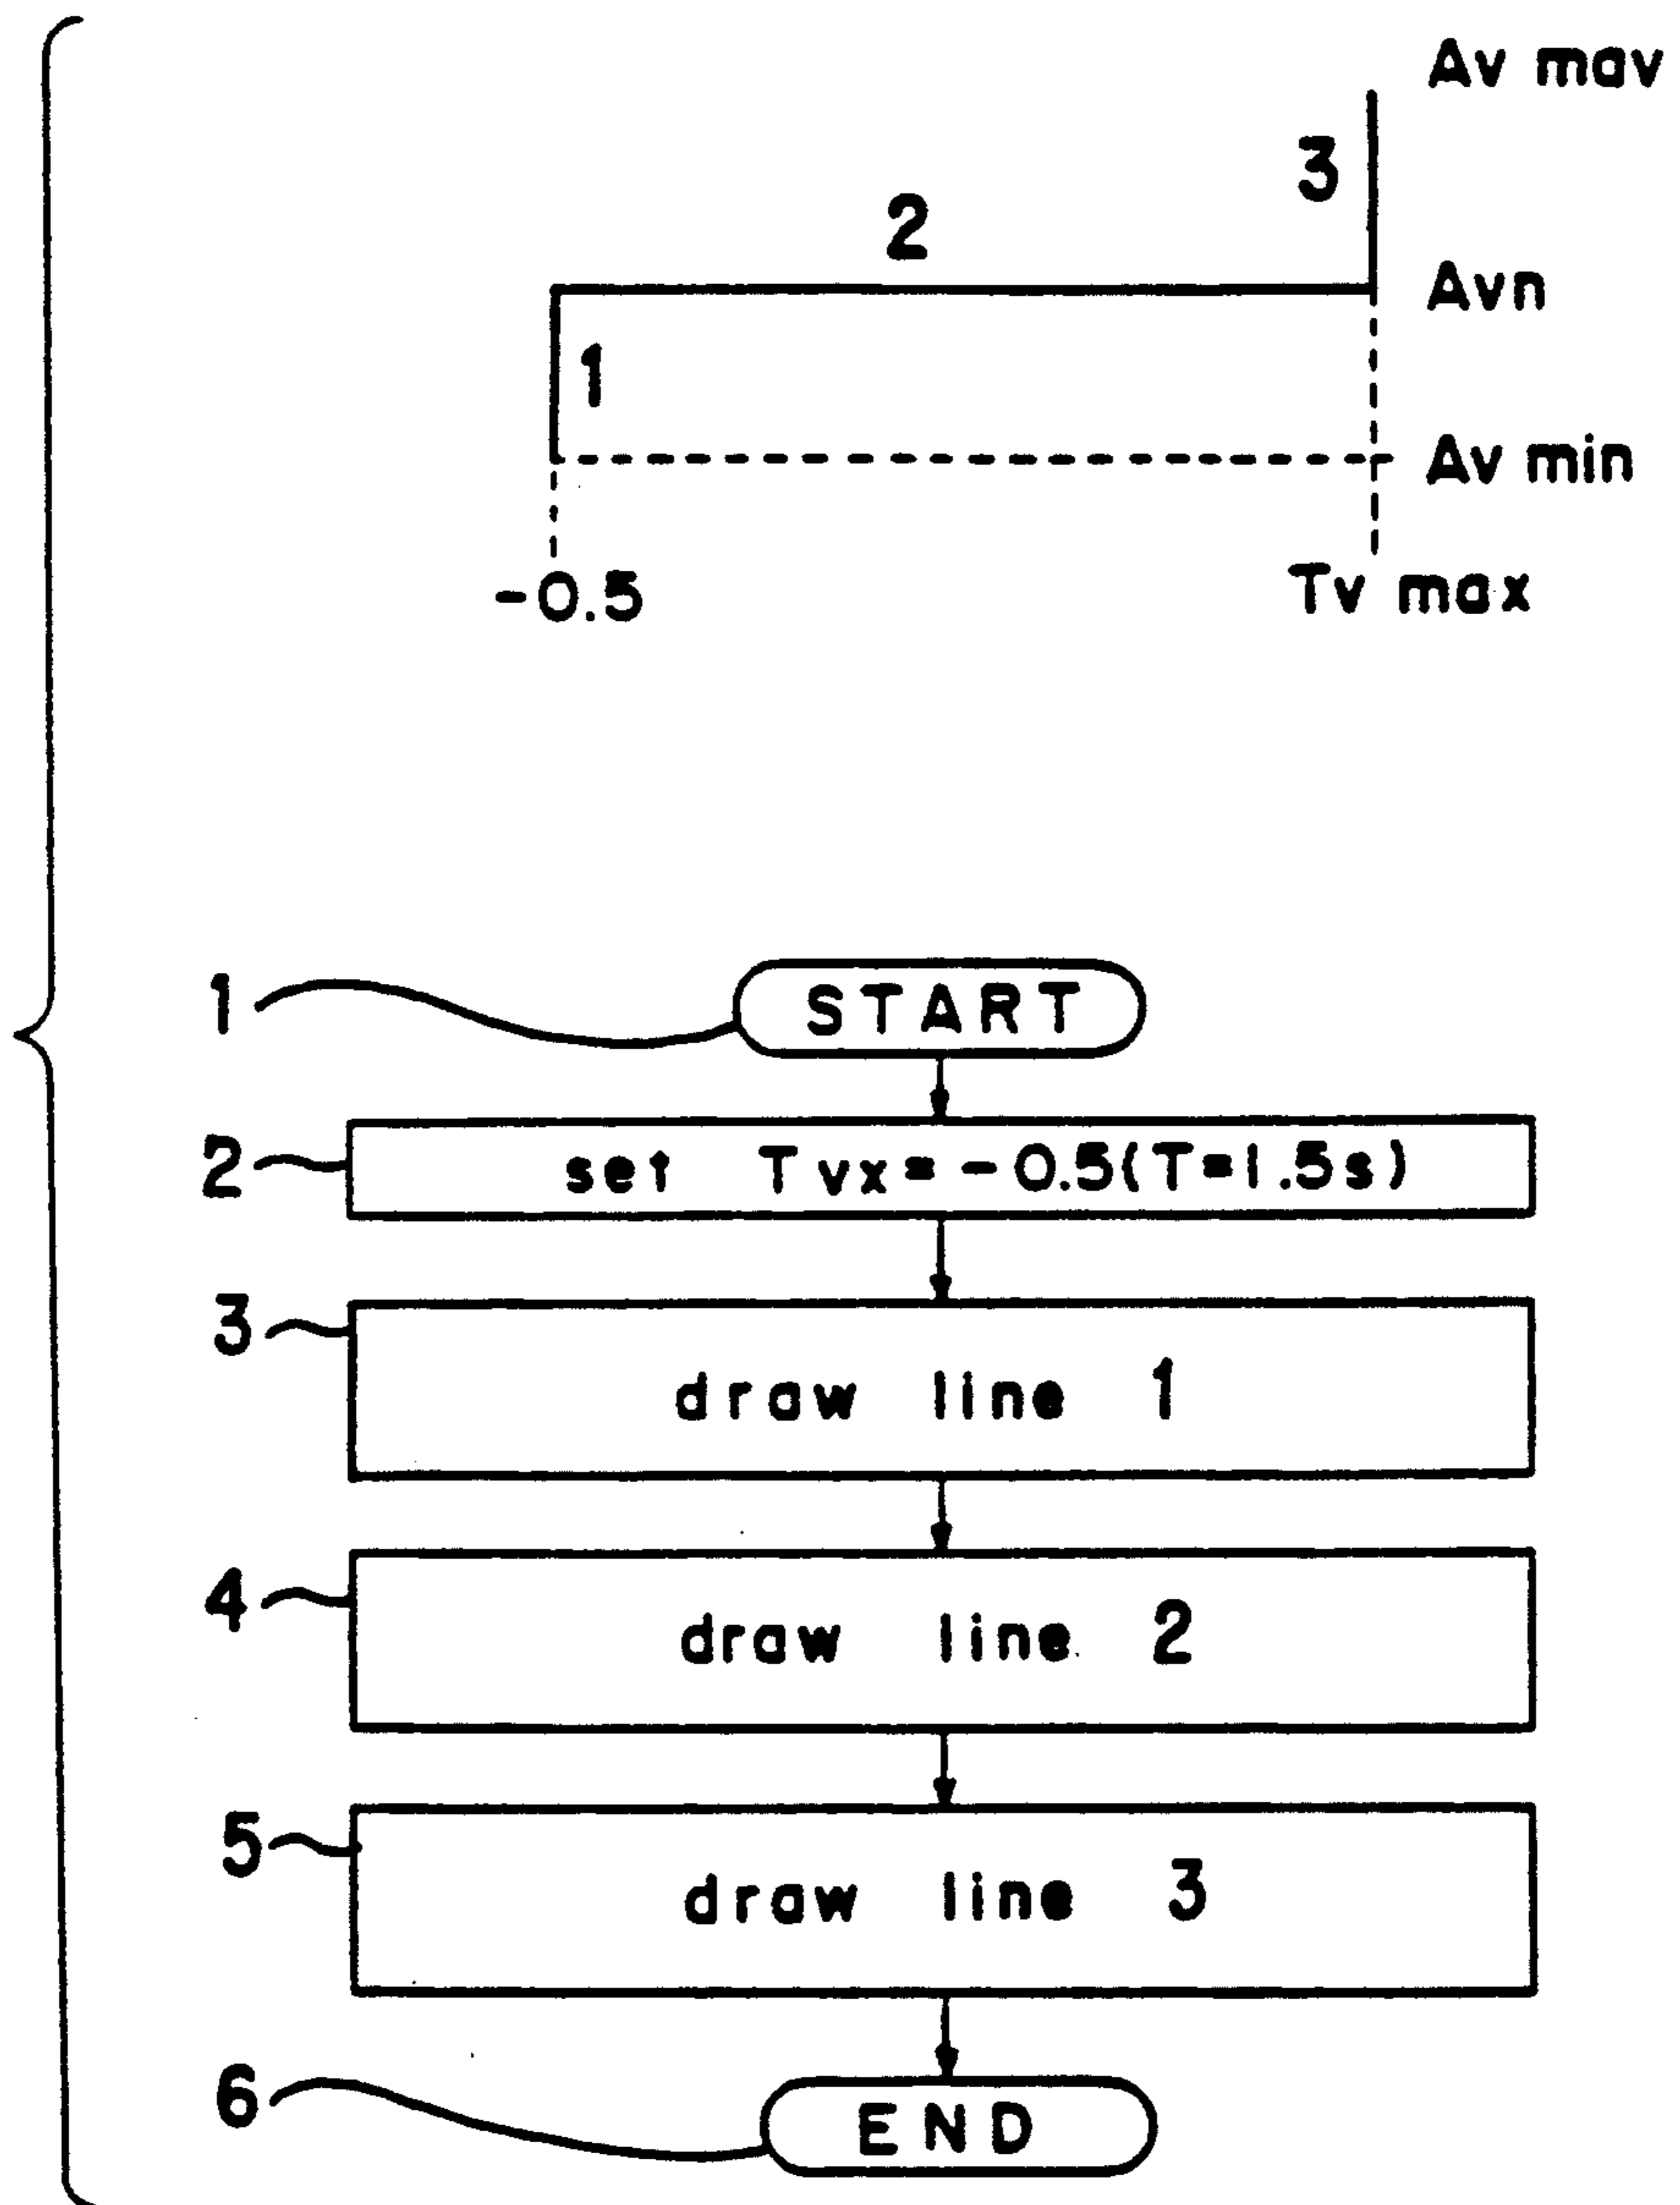 Av mav
3
2
Avn
1
Av min
-0.5
Tv max
1
START
2
set Tvx=-0.5(T=1.5s)
3
draw line 1
4
draw line 2
5
draw line 3
6
END